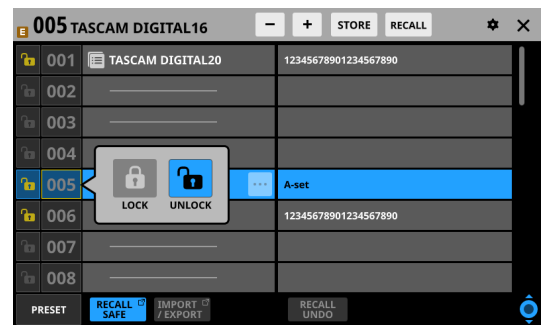 E 005 TASCAM DIGITAL16 − + STORE RECALL
001 TASCAM DIGITAL20 12345678901234567890
002
003
004
005 ... A-set
LOCK UNLOCK
006 12345678901234567890
007
008
PRESET RECALL SAFE IMPORT / EXPORT RECALL UNDO